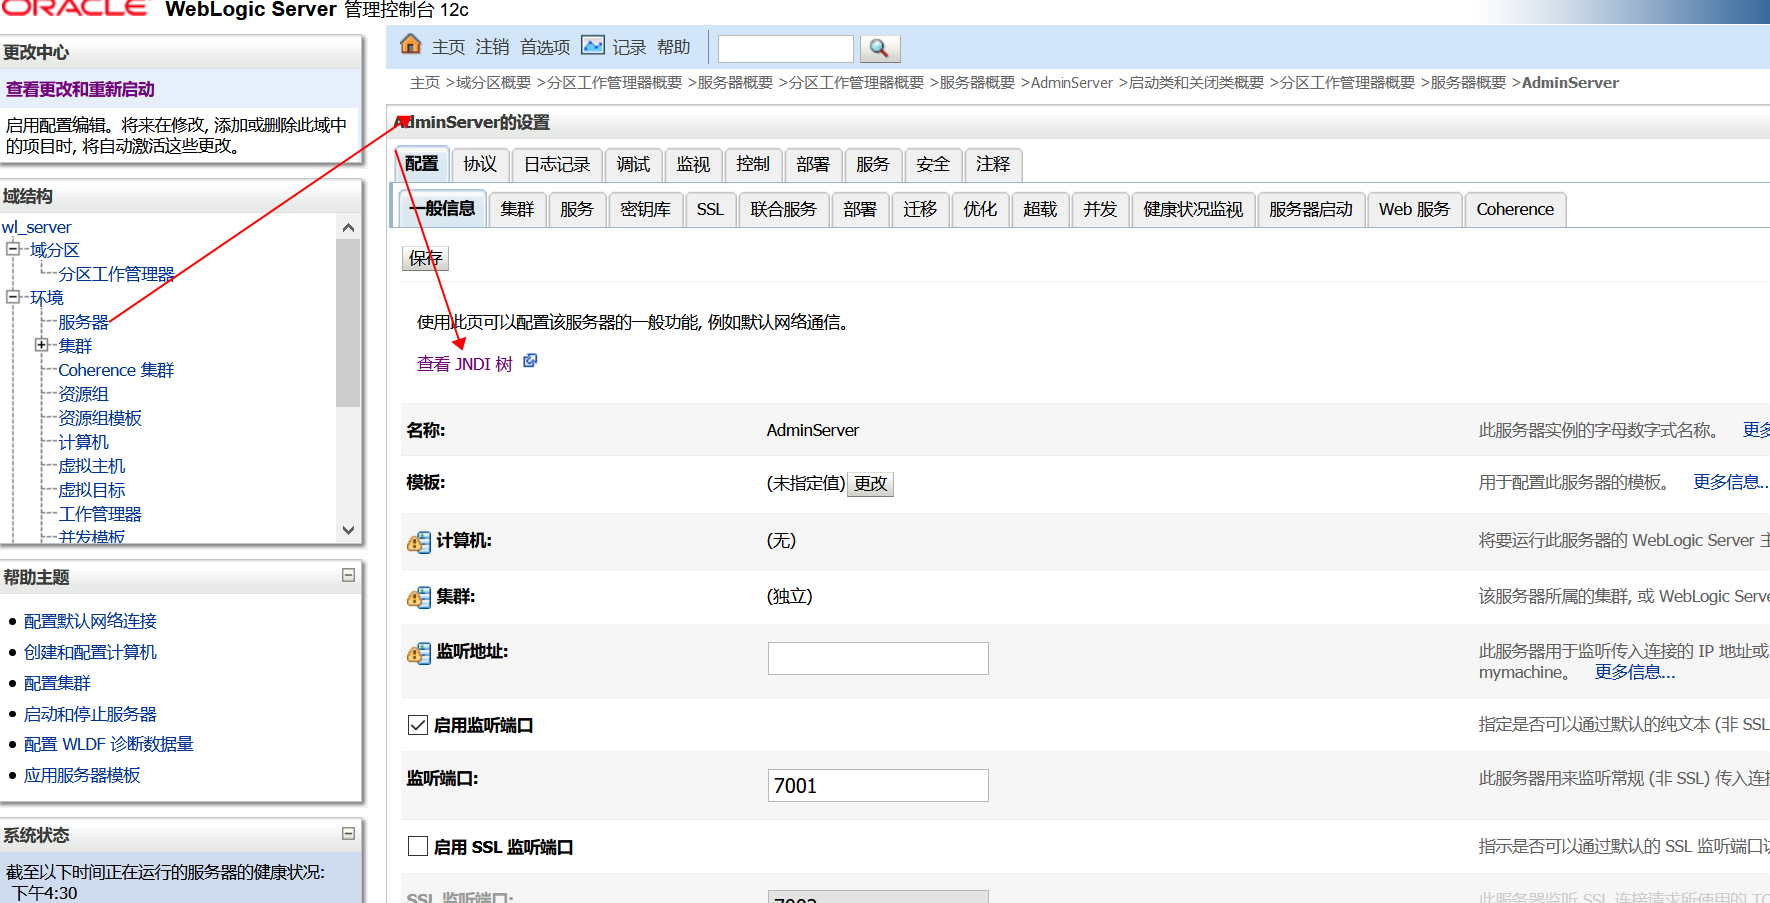 ORACLE WebLogic Server 管理控制台 12c
更改中心
查看更改和重新启动
启用配置编辑。将来在修改, 添加或删除此域中
的项目时, 将自动激活这些更改。
域结构
wl_server
域分区
分区工作管理器
环境
服务器
集群
Coherence 集群
资源组
资源组模板
计算机
虚拟主机
虚拟目标
工作管理器
并发模板
帮助主题
配置默认网络连接
创建和配置计算机
配置集群
启动和停止服务器
配置 WLDF 诊断数据量
应用服务器模板
系统状态
截至以下时间正在运行的服务器的健康状况:
下午4:30
主页 注销 首选项 记录 帮助
主页 >域分区概要 >分区工作管理器概要 >服务器概要 >分区工作管理器概要 >服务器概要 >AdminServer >启动类和关闭类概要 >分区工作管理器概要 >服务器概要 >AdminServer
AdminServer的设置
配置 协议 日志记录 调试 监视 控制 部署 服务 安全 注释
一般信息 集群 服务 密钥库 SSL 联合服务 部署 迁移 优化 超载 并发 健康状况监视 服务器启动 Web 服务 Coherence
保存
使用此页可以配置该服务器的一般功能, 例如默认网络通信。
查看 JNDI 树
名称: AdminServer 此服务器实例的字母数字式名称。 更多
模板: (未指定值) 更改 用于配置此服务器的模板。 更多信息...
计算机: (无) 将要运行此服务器的 WebLogic Server 主
集群: (独立) 该服务器所属的集群, 或 WebLogic Serve
监听地址: 此服务器用于监听传入连接的 IP 地址或
mymachine。 更多信息...
启用监听端口 指定是否可以通过默认的纯文本 (非 SSL
监听端口: 7001 此服务器用来监听常规 (非 SSL) 传入连接
启用 SSL 监听端口 指示是否可以通过默认的 SSL 监听端口访
SSL 监听端口: 7002 此服务器监听 SSL 连接请求所使用的 TC